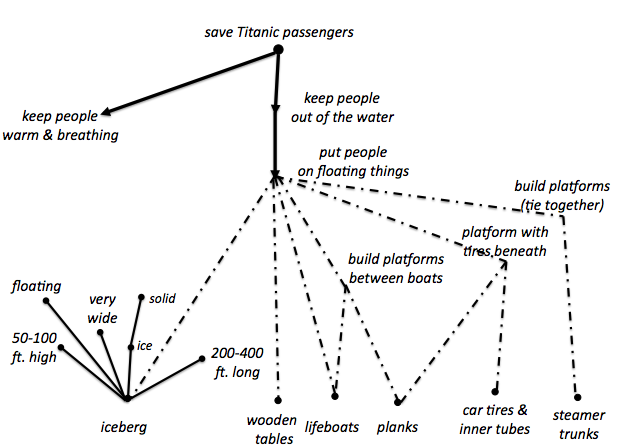 save Titanic passengers
keep people
warm & breathing
keep people
out of the water
put people
on floating things
build platforms
(tie together)
platform with
tires beneath
build platforms
between boats
floating
very
wide
solid
50-100
ft. high
ice
200-400
ft. long
iceberg
wooden
tables
lifeboats
planks
car tires &
inner tubes
steamer
trunks